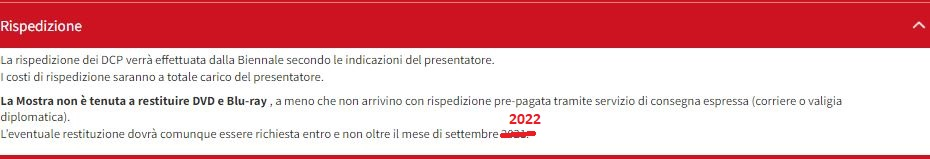 Rispedizione
La rispedizione dei DCP verrà effettuata dalla Biennale secondo le indicazioni del presentatore.
I costi di rispedizione saranno a totale carico del presentatore.
La Mostra non è tenuta a restituire DVD e Blu-ray , a meno che non arrivino con rispedizione pre-pagata tramite servizio di consegna espressa (corriere o valigia
diplomatica).
2022
L'eventuale restituzione dovrà comunque essere richiesta entro e non oltre il mese di settembre